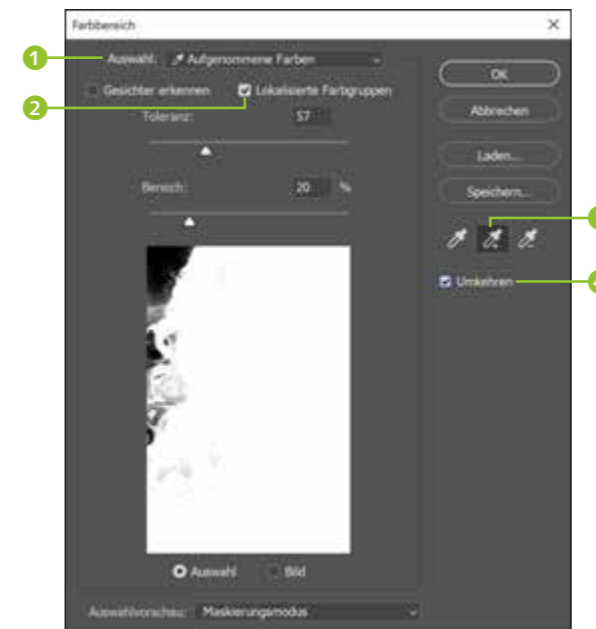 Farbbereich
1 Auswahl: Aufgenommene Farben
2 Gesichter erkennen Lokalisierte Farbgruppen
Toleranz: 57
Bereich: 20 %
OK
Abbrechen
Laden...
Speichern...
Umkehren
Auswahl Bild
Auswahlvorschau: Maskierungsmodus